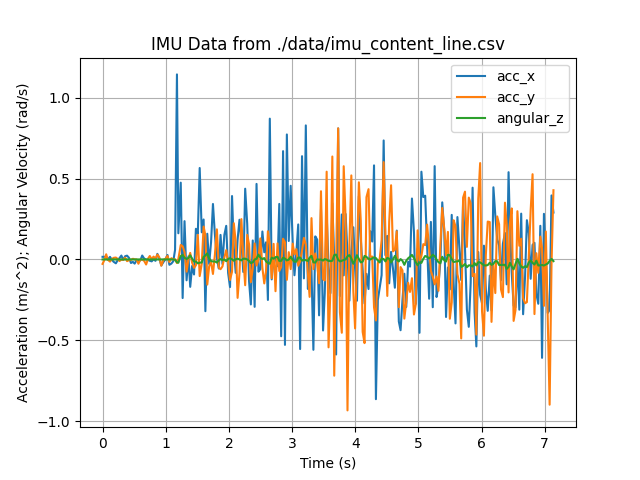 IMU Data from ./data/imu_content_line.csv
acc_x
acc_y
angular_z
Acceleration (m/s^2); Angular Velocity (rad/s)
1.0
0.5
0.0
−0.5
−1.0
0 1 2 3 4 5 6 7
Time (s)